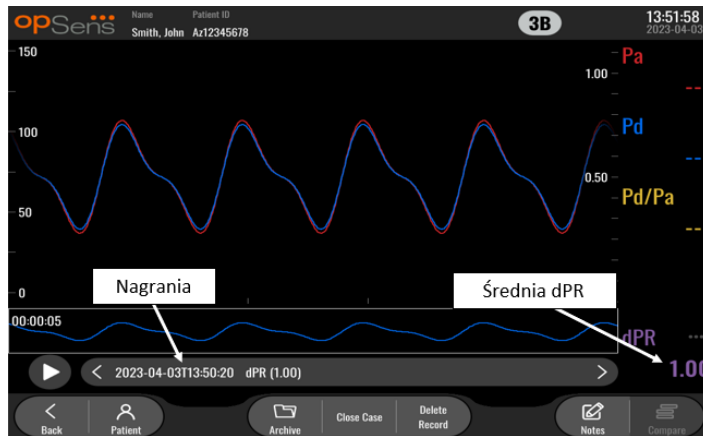 opSens
Name Patient ID
Smith, John Az12345678
3B
13:51:58
2023-04-03
150
100
50
0
1.00
0.50
Pa
--
Pd
--
Pd/Pa
--
Nagrania
Średnia dPR
00:00:05
dPR ---
1.00
2023-04-03T13:50:20 dPR (1.00)
Back
Patient
Archive
Close Case
Delete
Record
Notes
Compare